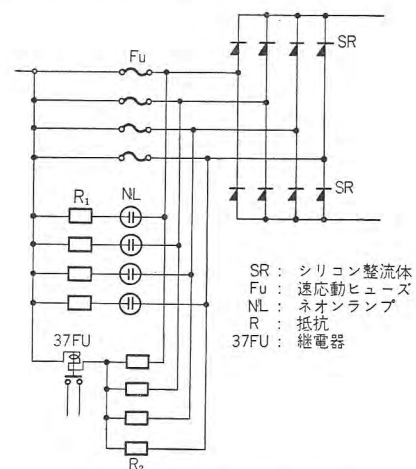 Fu
SR
R₁
NL
SR
SR : シリコン整流体
Fu : 速応動ヒューズ
NL : ネオンランプ
R : 抵抗
37FU : 継電器
37FU
R₂